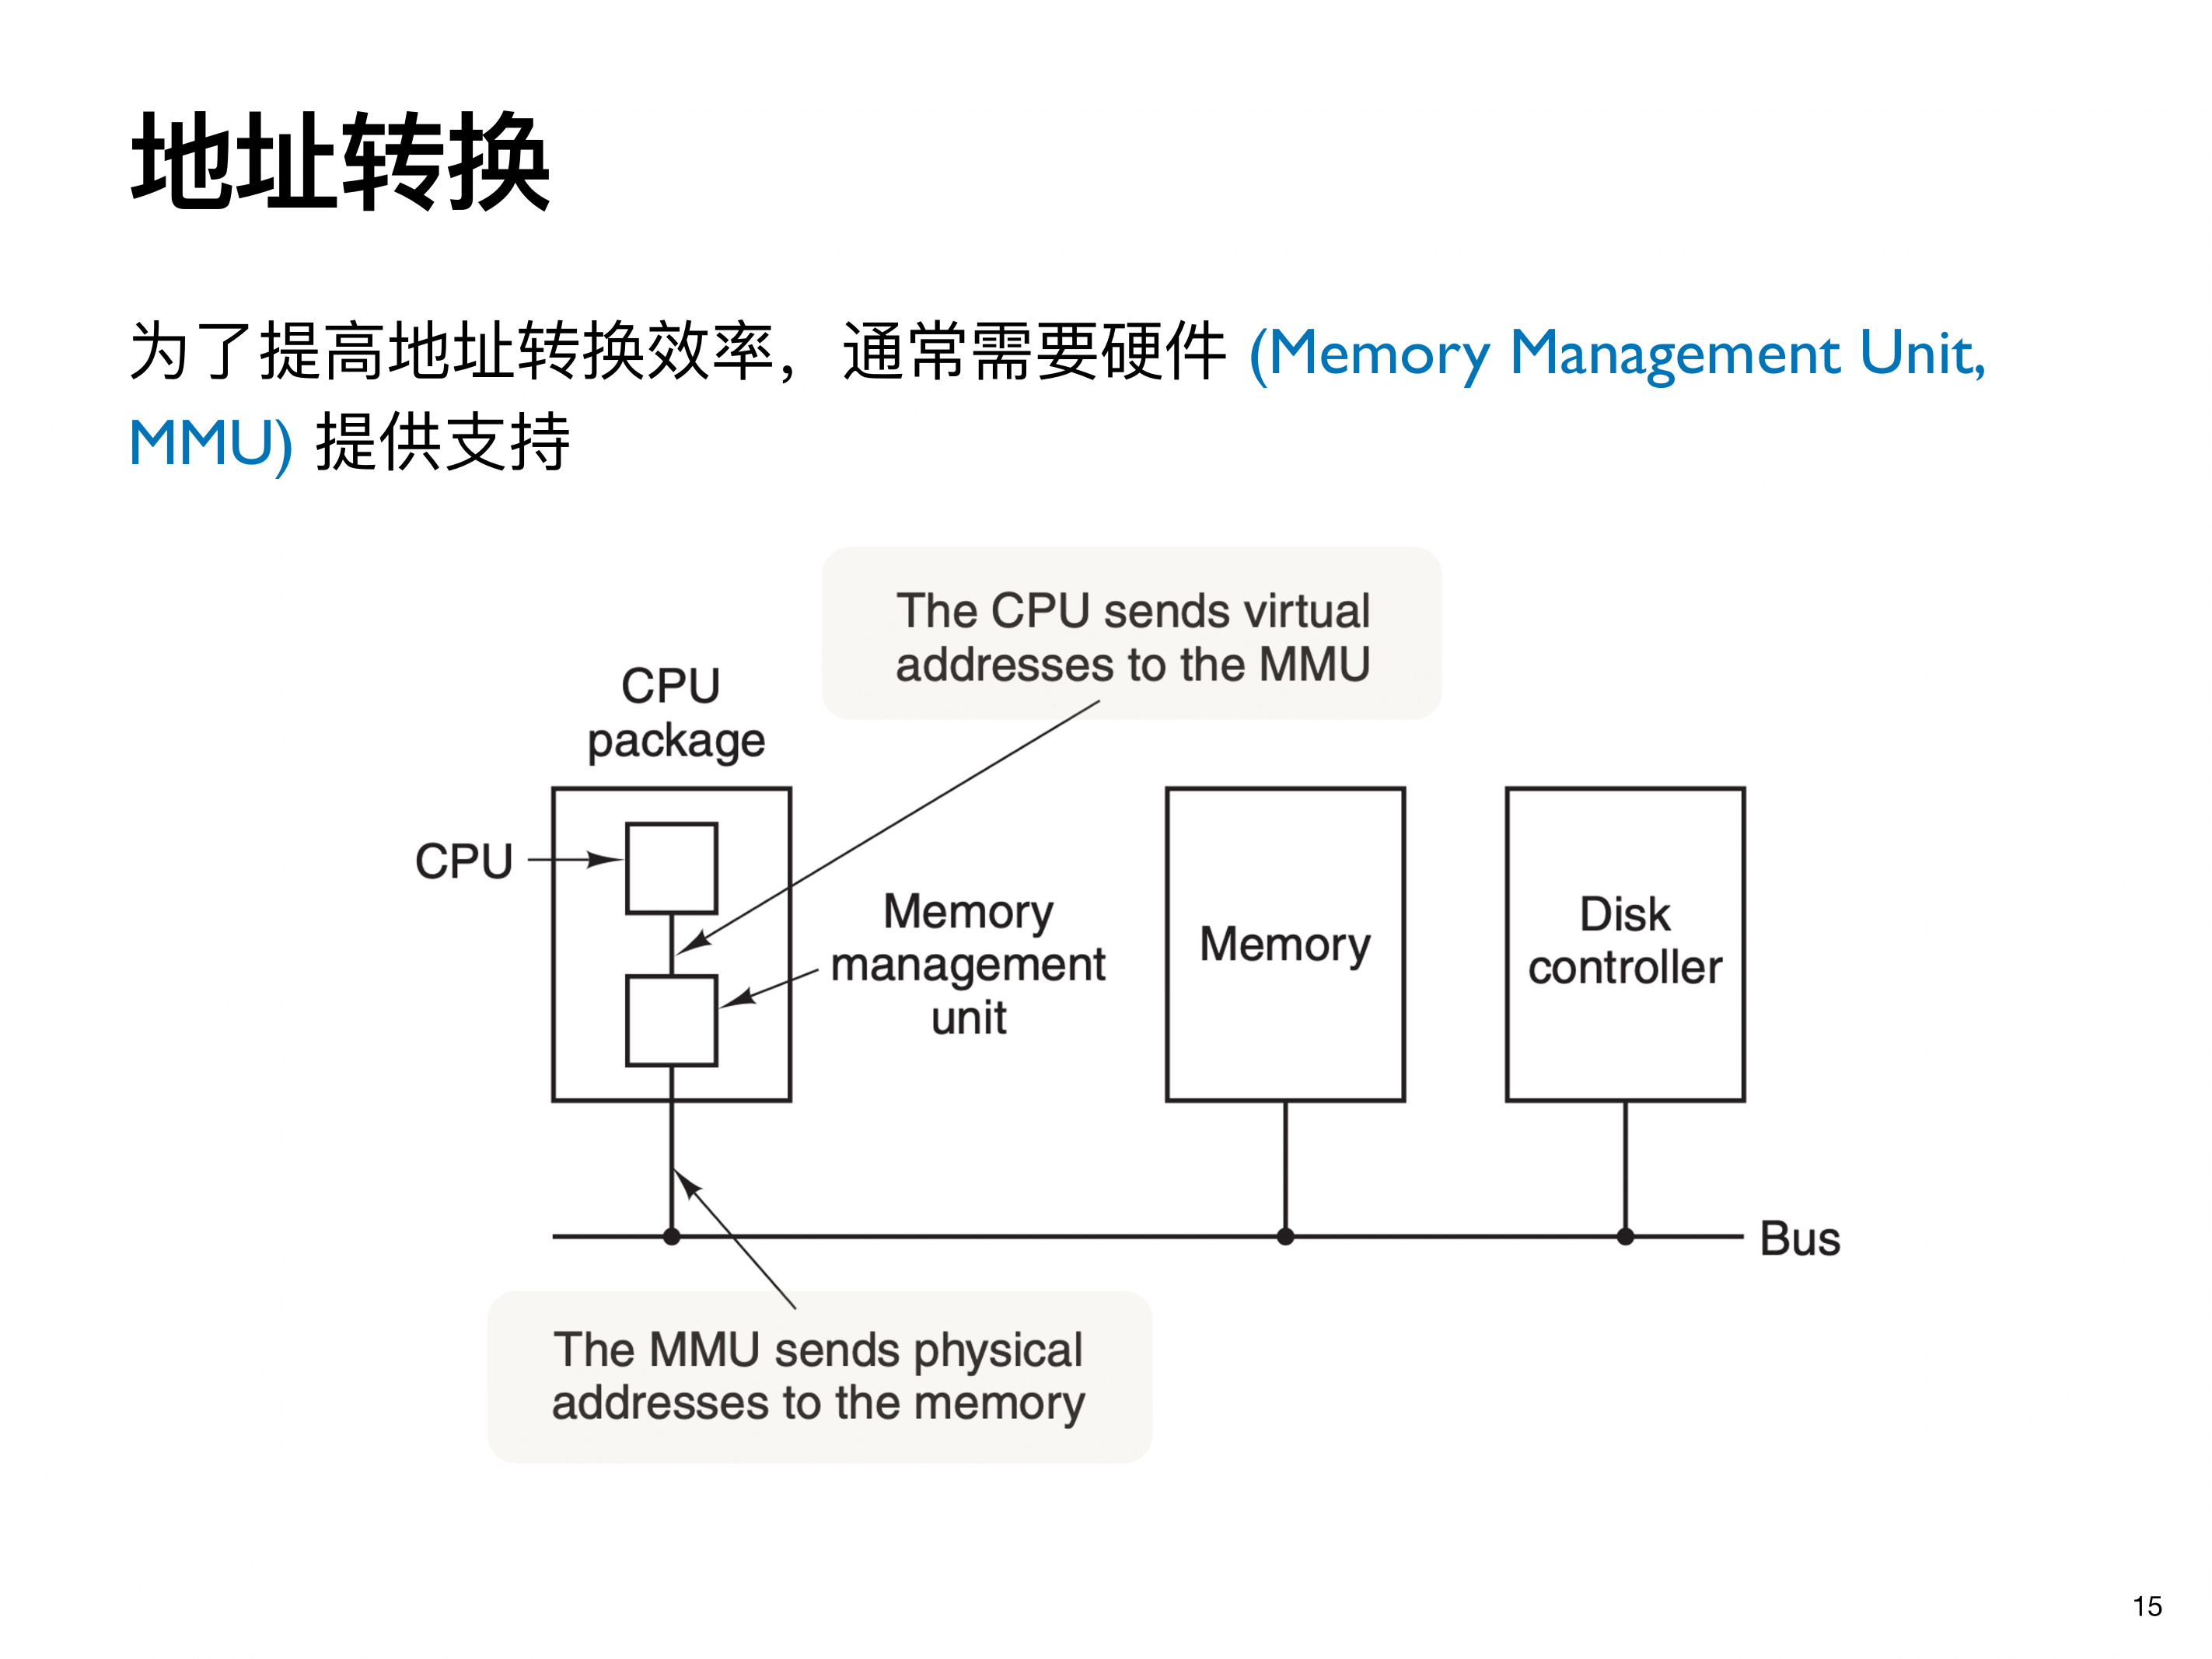 地址转换
为了提高地址转换效率，通常需要硬件 (Memory Management Unit,
MMU) 提供支持
The CPU sends virtual
addresses to the MMU
CPU
package
CPU
Memory
management
unit
Memory
Disk
controller
Bus
The MMU sends physical
addresses to the memory
15